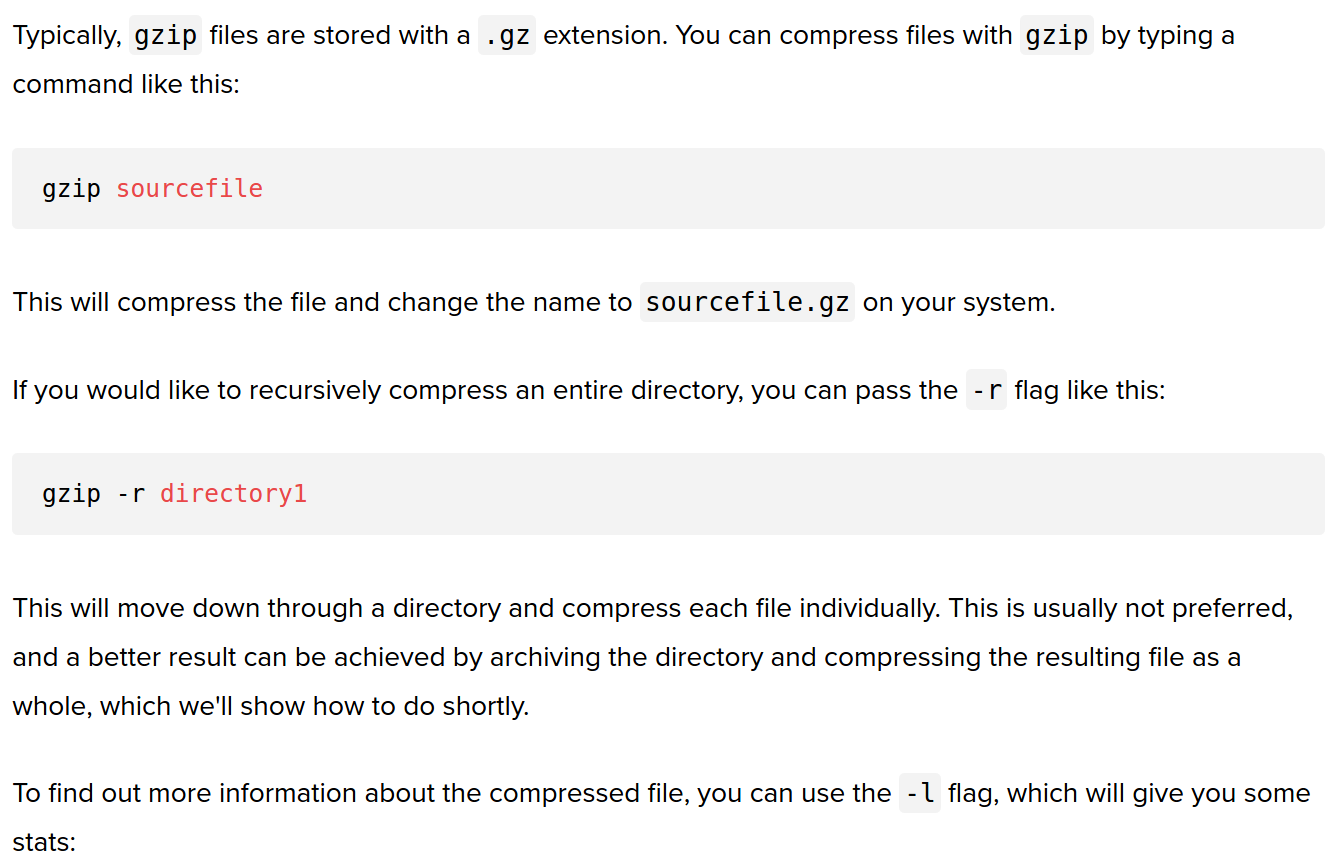 Typically, gzip files are stored with a .gz extension. You can compress files with gzip by typing a
command like this:
gzip sourcefile
This will compress the file and change the name to sourcefile.gz on your system.
If you would like to recursively compress an entire directory, you can pass the -r flag like this:
gzip -r directory1
This will move down through a directory and compress each file individually. This is usually not preferred,
and a better result can be achieved by archiving the directory and compressing the resulting file as a
whole, which we'll show how to do shortly.
To find out more information about the compressed file, you can use the -l flag, which will give you some
stats: